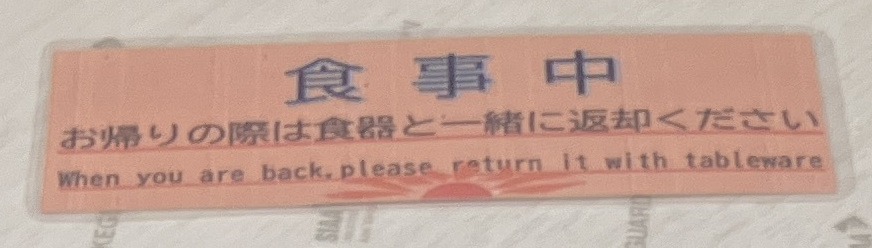 食事中
お帰りの際は食器と一緒に返却ください
When you are back,please return it with tableware